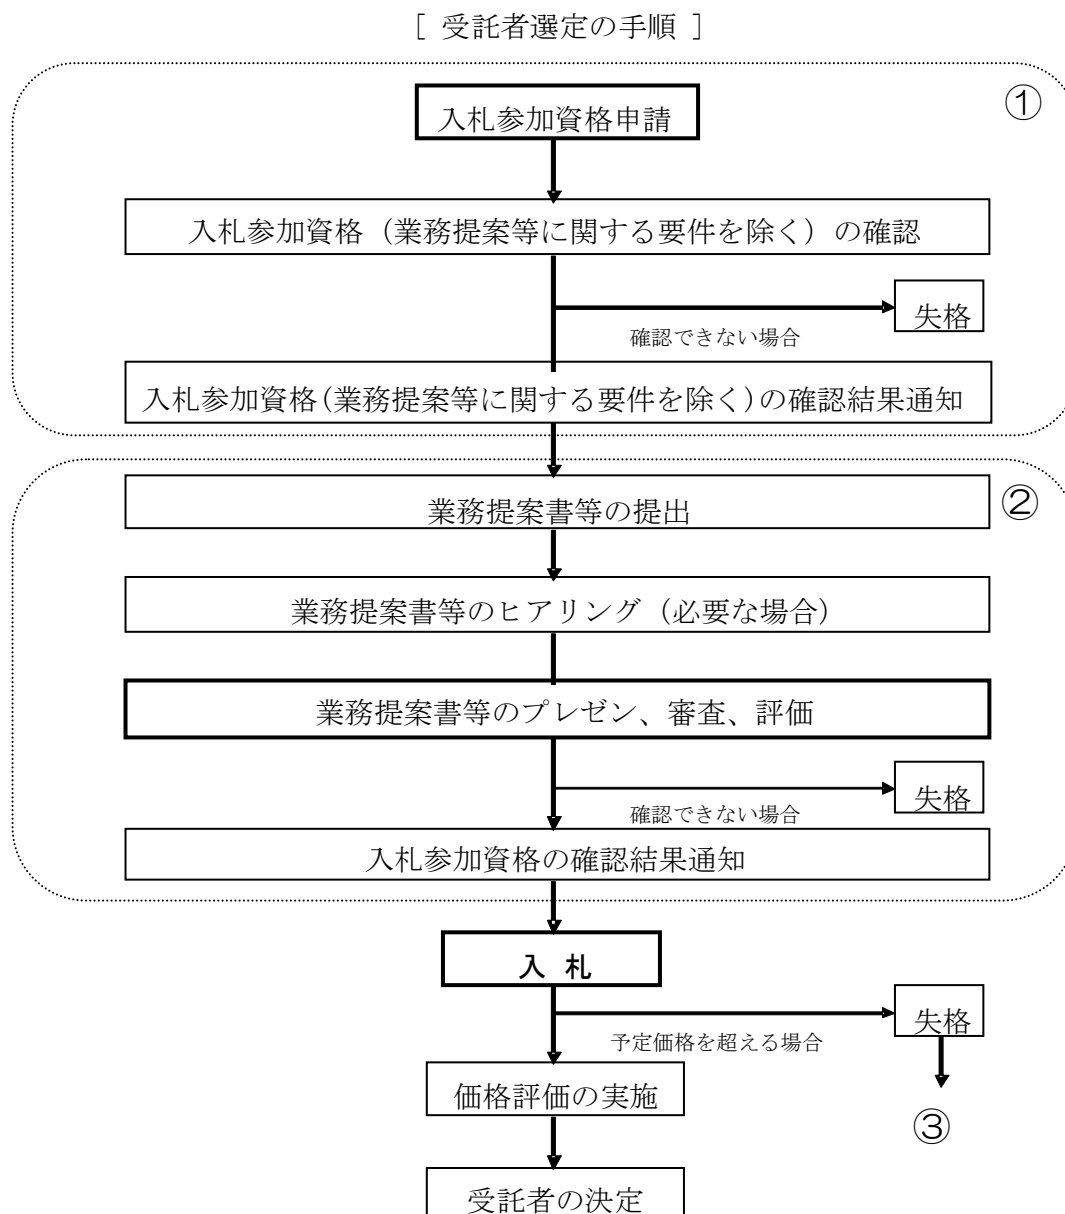 [ 受託者選定の手順 ]
①
入札参加資格申請
入札参加資格（業務提案等に関する要件を除く）の確認
失格
確認できない場合
入札参加資格(業務提案等に関する要件を除く)の確認結果通知
業務提案書等の提出
②
業務提案書等のヒアリング（必要な場合）
業務提案書等のプレゼン、審査、評価
失格
確認できない場合
入札参加資格の確認結果通知
入 札
失格
予定価格を超える場合
価格評価の実施
③
受託者の決定